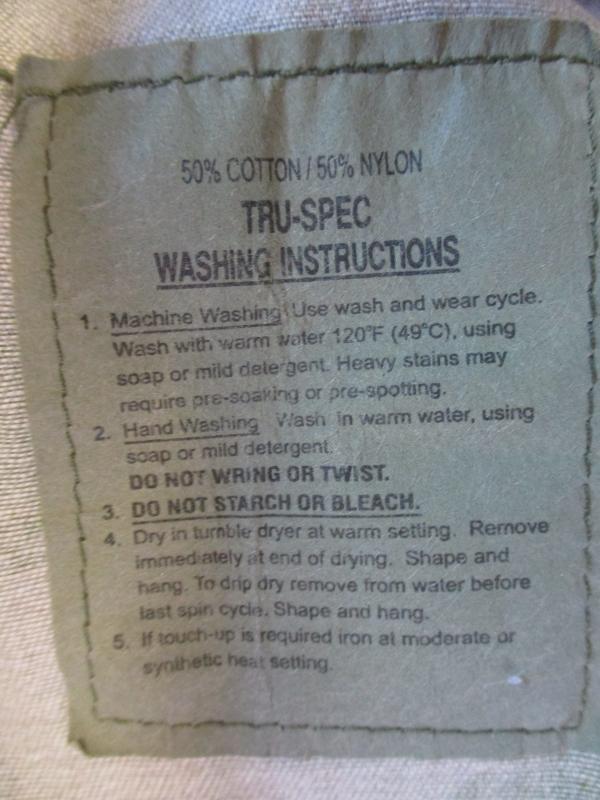 50% COTTON / 50% NYLON
TRU-SPEC
WASHING INSTRUCTIONS
1. Machine Washing Use wash and wear cycle.
Wash with warm water 120°F (49°C), using
soap or mild detergent. Heavy stains may
require pre-soaking or pre-spotting.
2. Hand Washing Wash in warm water, using
soap or mild detergent.
DO NOT WRING OR TWIST.
3. DO NOT STARCH OR BLEACH.
4. Dry in tumble dryer at warm setting. Remove
immediately at end of drying. Shape and
hang. To drip dry remove from water before
last spin cycle. Shape and hang.
5. If touch-up is required iron at moderate or
synthetic heat setting.